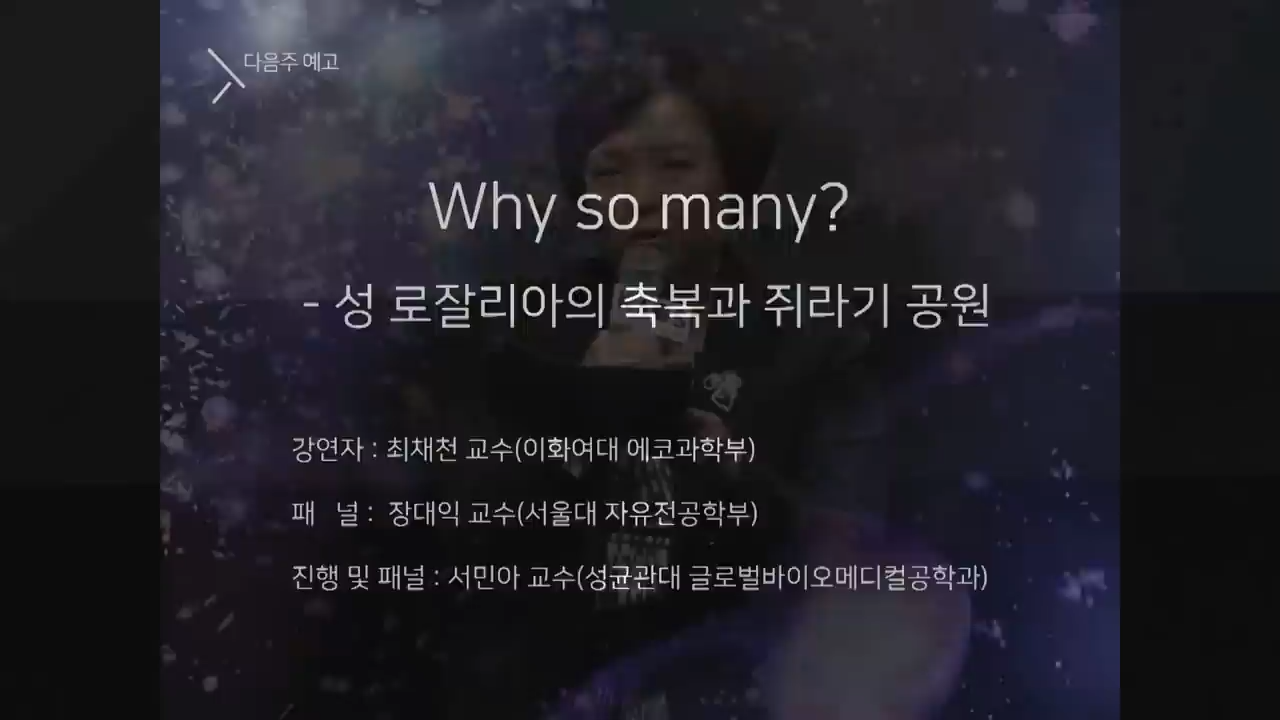 다음주 예고
Why so many?
- 성 로잘리아의 축복과 쥐라기 공원
강연자 : 최채천 교수(이화여대 에코과학부)
패 널 : 장대익 교수(서울대 자유전공학부)
진행 및 패널 : 서민아 교수(성균관대 글로벌바이오메디컬공학과)